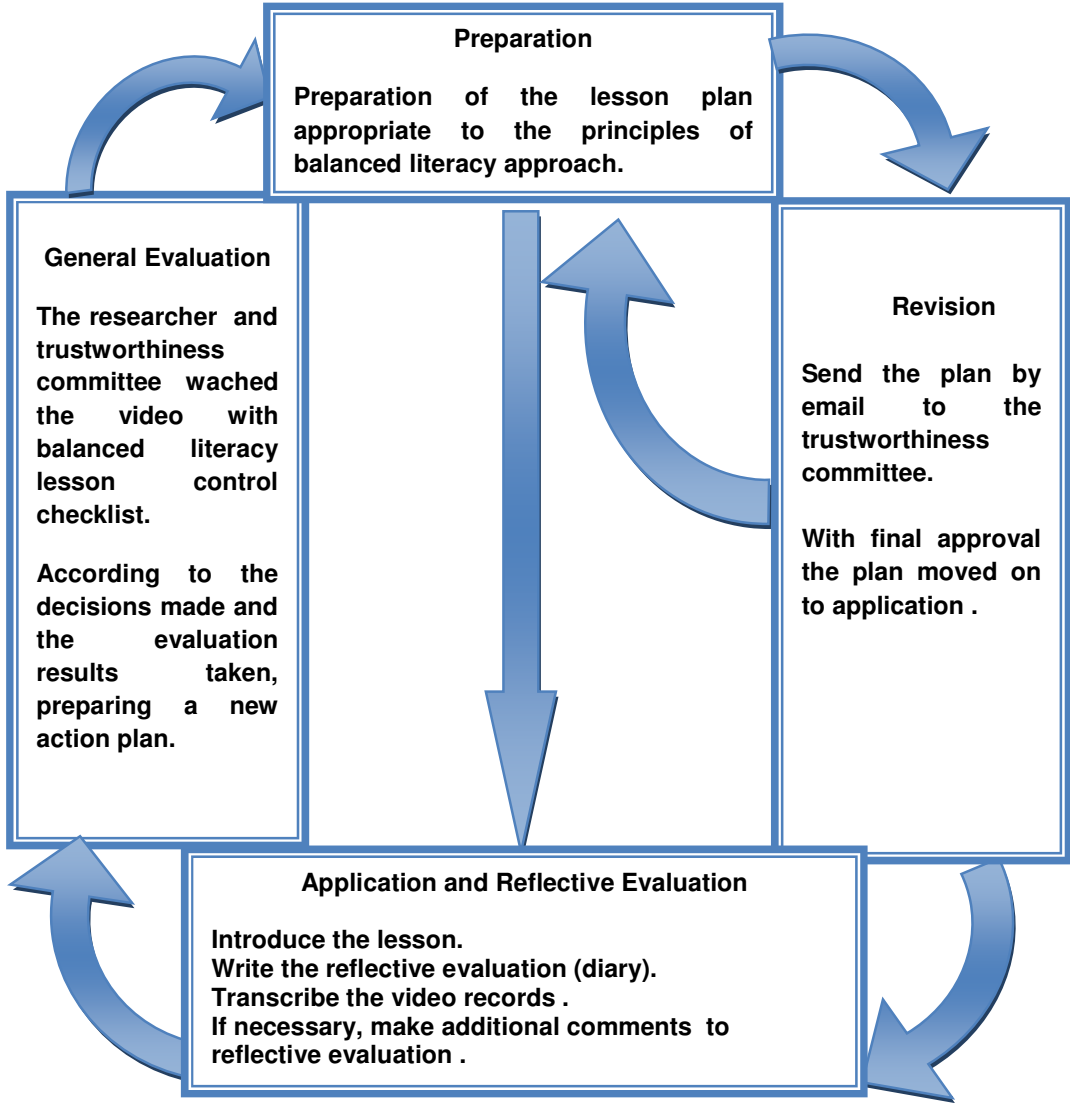 Preparation
Preparation of the lesson plan
appropriate to the principles of
balanced literacy approach.
General Evaluation
The researcher and
trustworthiness
committee wached
the video with
balanced literacy
lesson control
checklist.
According to the
decisions made and
the evaluation
results taken,
preparing a new
action plan.
Revision
Send the plan by
email to the
trustworthiness
committee.
With final approval
the plan moved on
to application .
Application and Reflective Evaluation
Introduce the lesson.
Write the reflective evaluation (diary).
Transcribe the video records .
If necessary, make additional comments to
reflective evaluation .